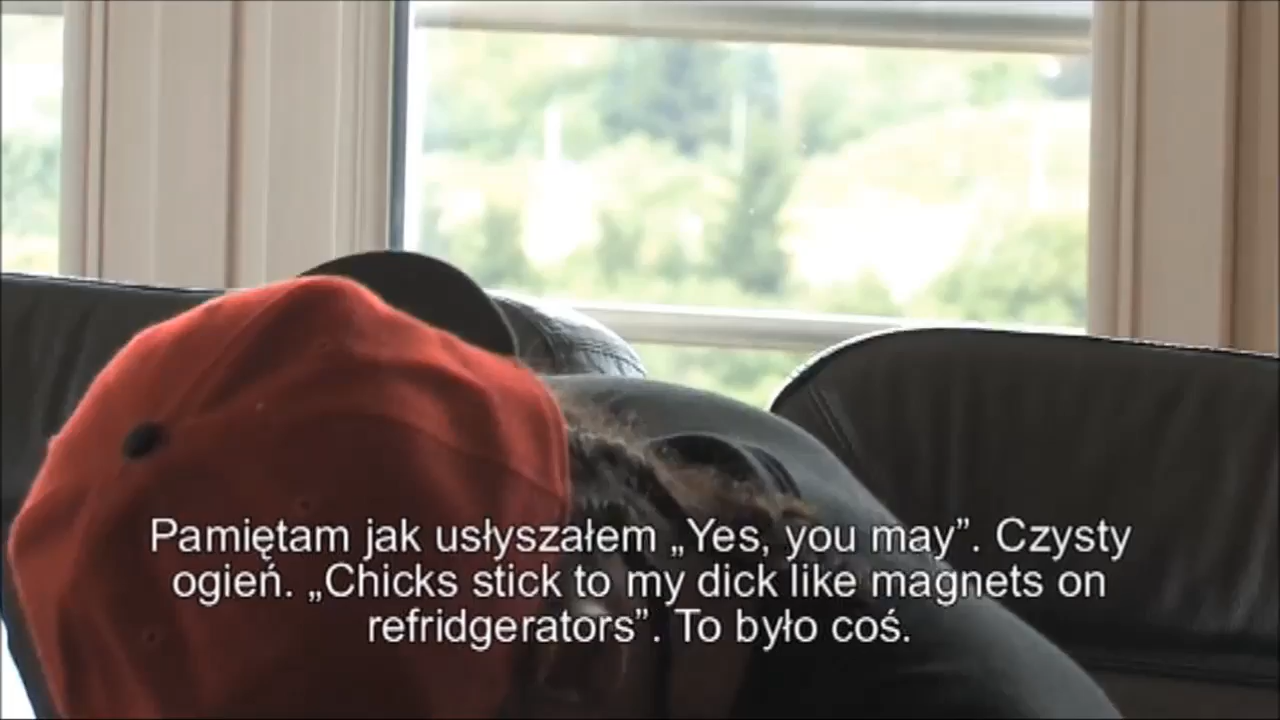 Pamiętam jak usłyszałem „Yes, you may”. Czysty
ogień. „Chicks stick to my dick like magnets on
refridgerators”. To było coś.